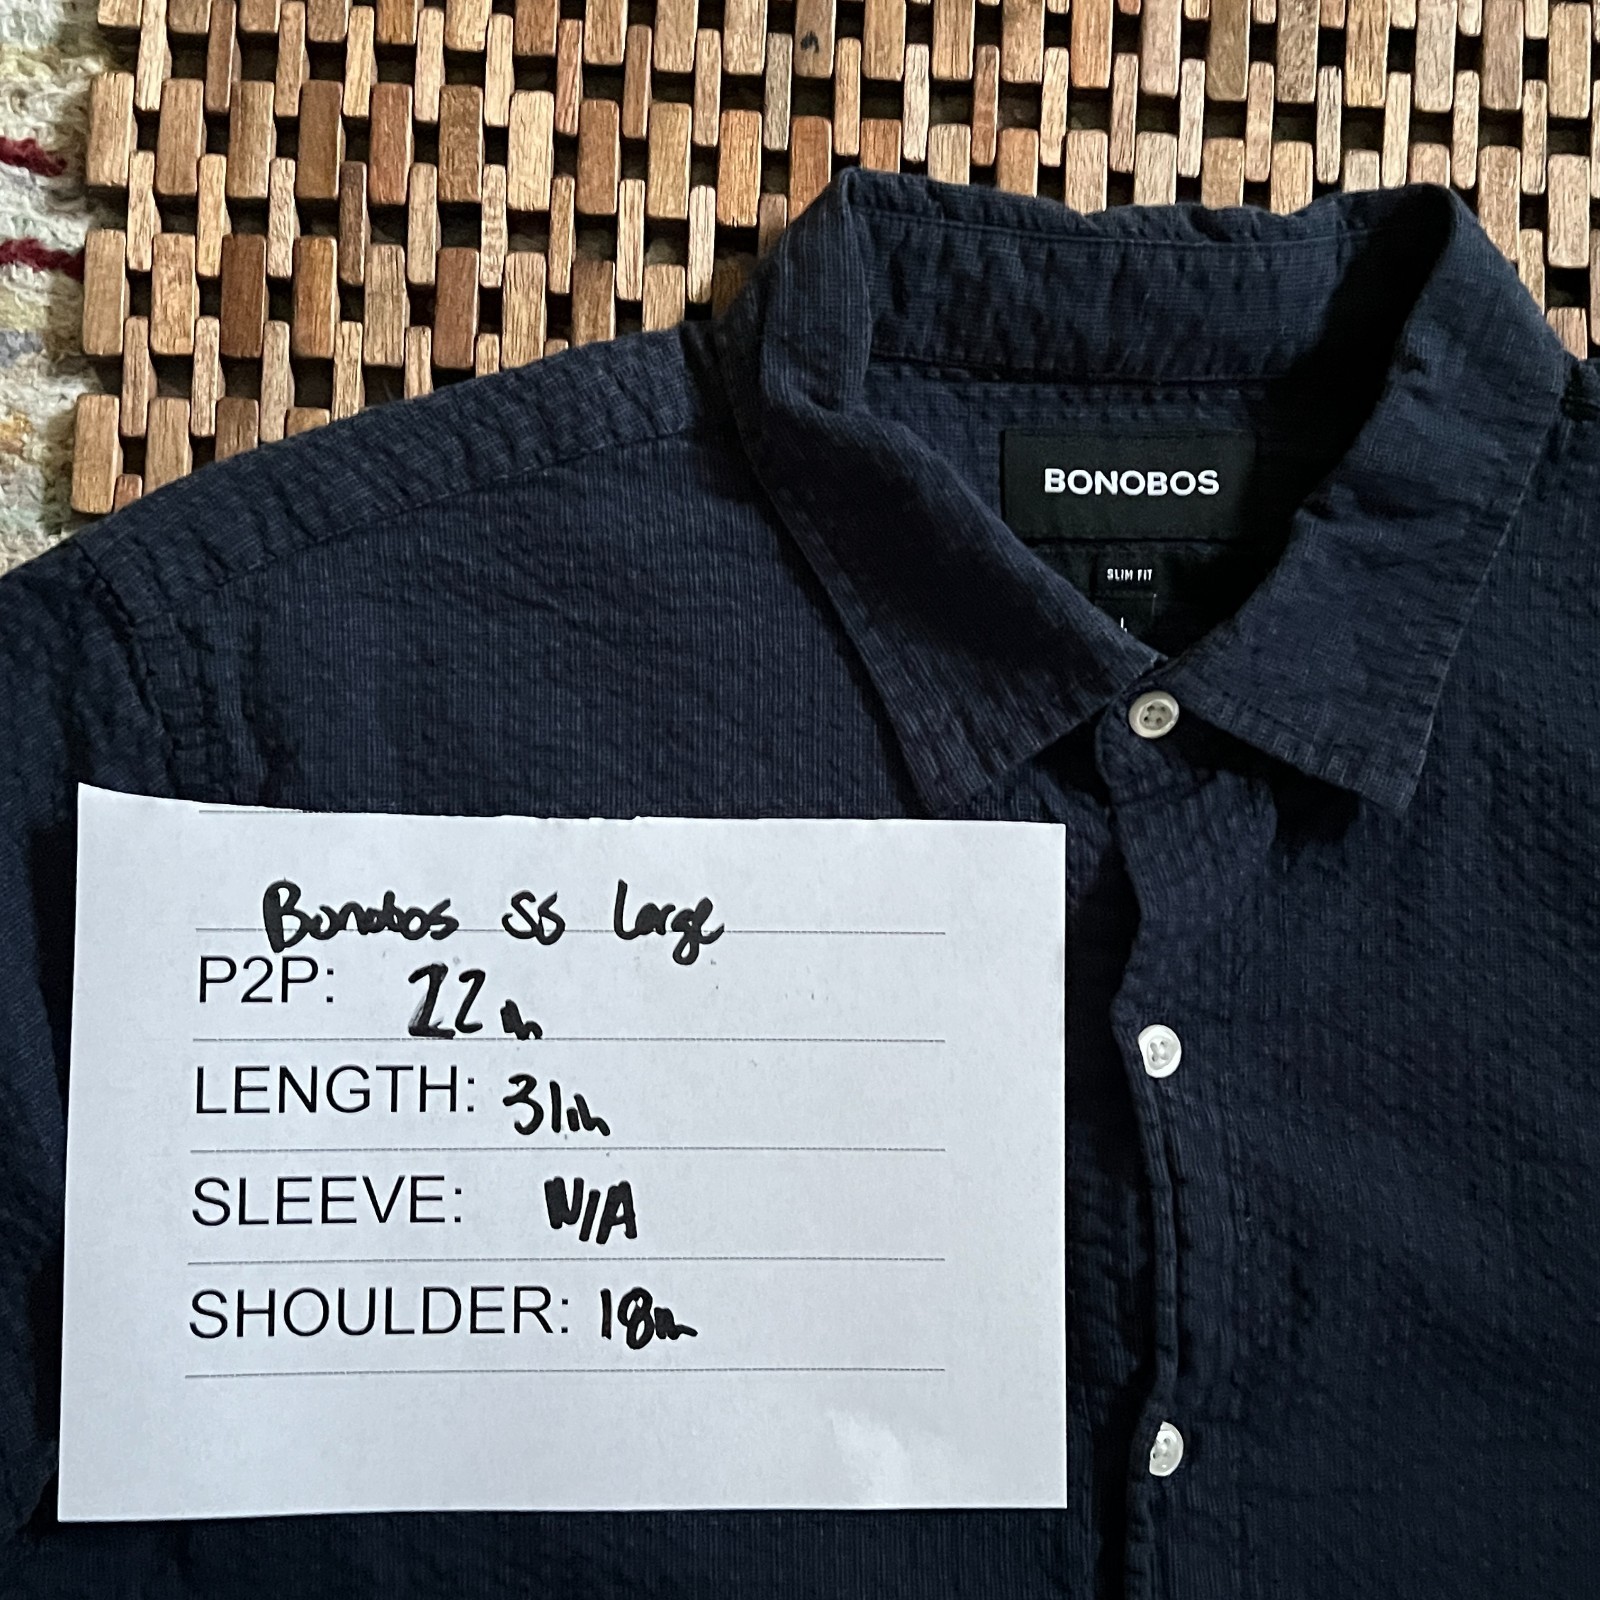 BONOBOS
SLIM FIT
L
Bonobos SS Large
P2P: 22in
LENGTH: 31in
SLEEVE: N/A
SHOULDER: 18in